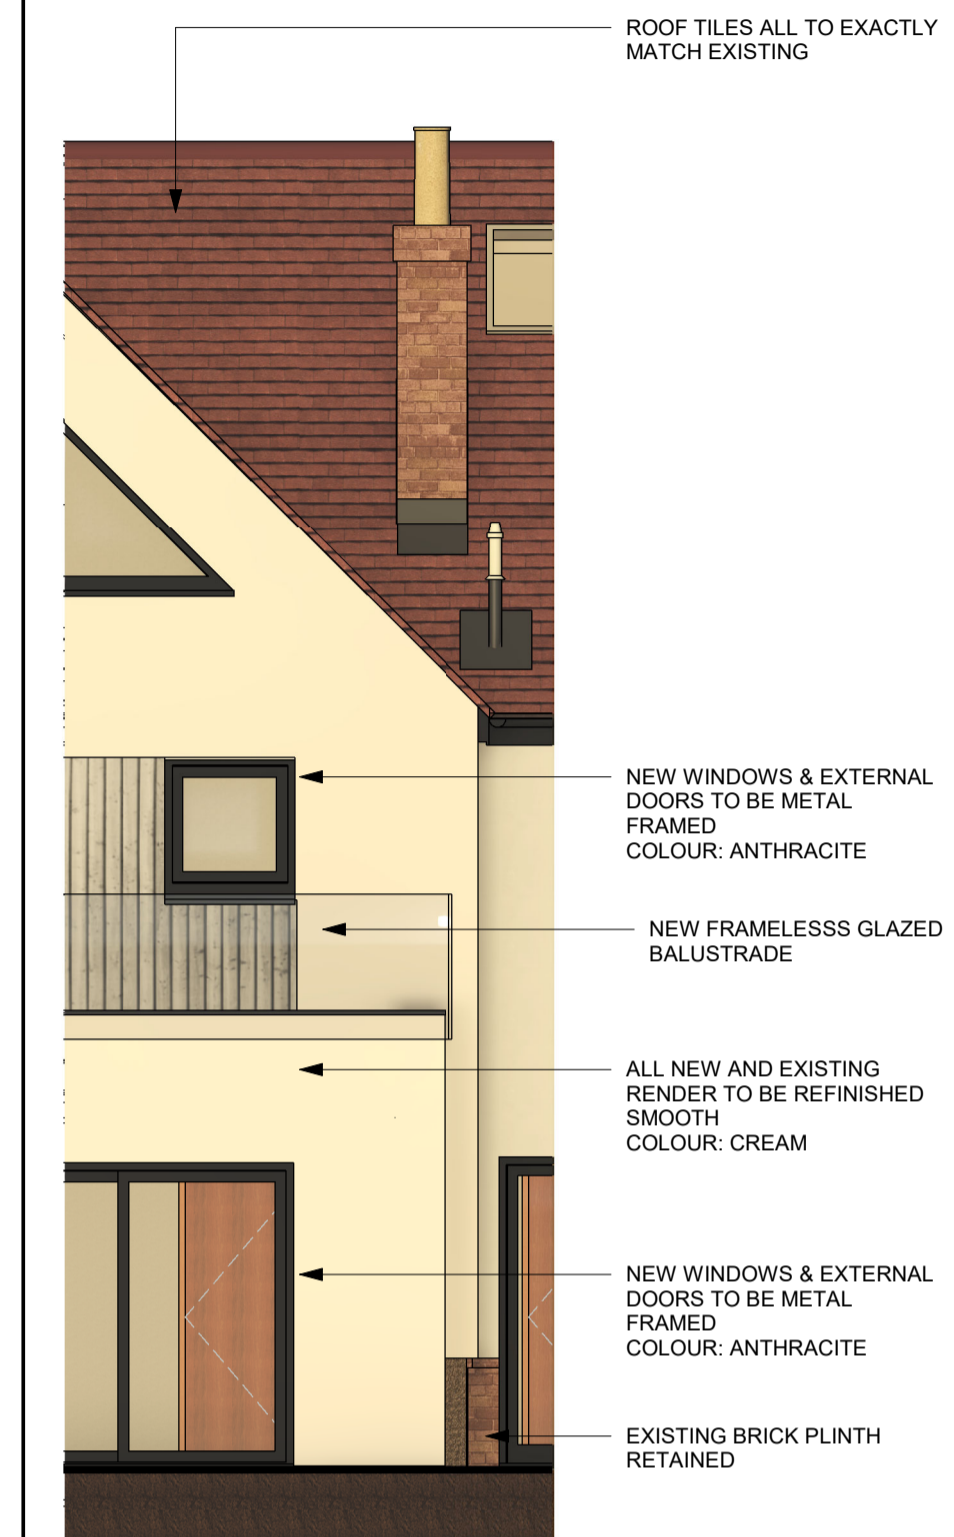 ROOF TILES ALL TO EXACTLY
MATCH EXISTING
NEW WINDOWS & EXTERNAL
DOORS TO BE METAL
FRAMED
COLOUR: ANTHRACITE
NEW FRAMELESSS GLAZED
BALUSTRADE
ALL NEW AND EXISTING
RENDER TO BE REFINISHED
SMOOTH
COLOUR: CREAM
NEW WINDOWS & EXTERNAL
DOORS TO BE METAL
FRAMED
COLOUR: ANTHRACITE
EXISTING BRICK PLINTH
RETAINED